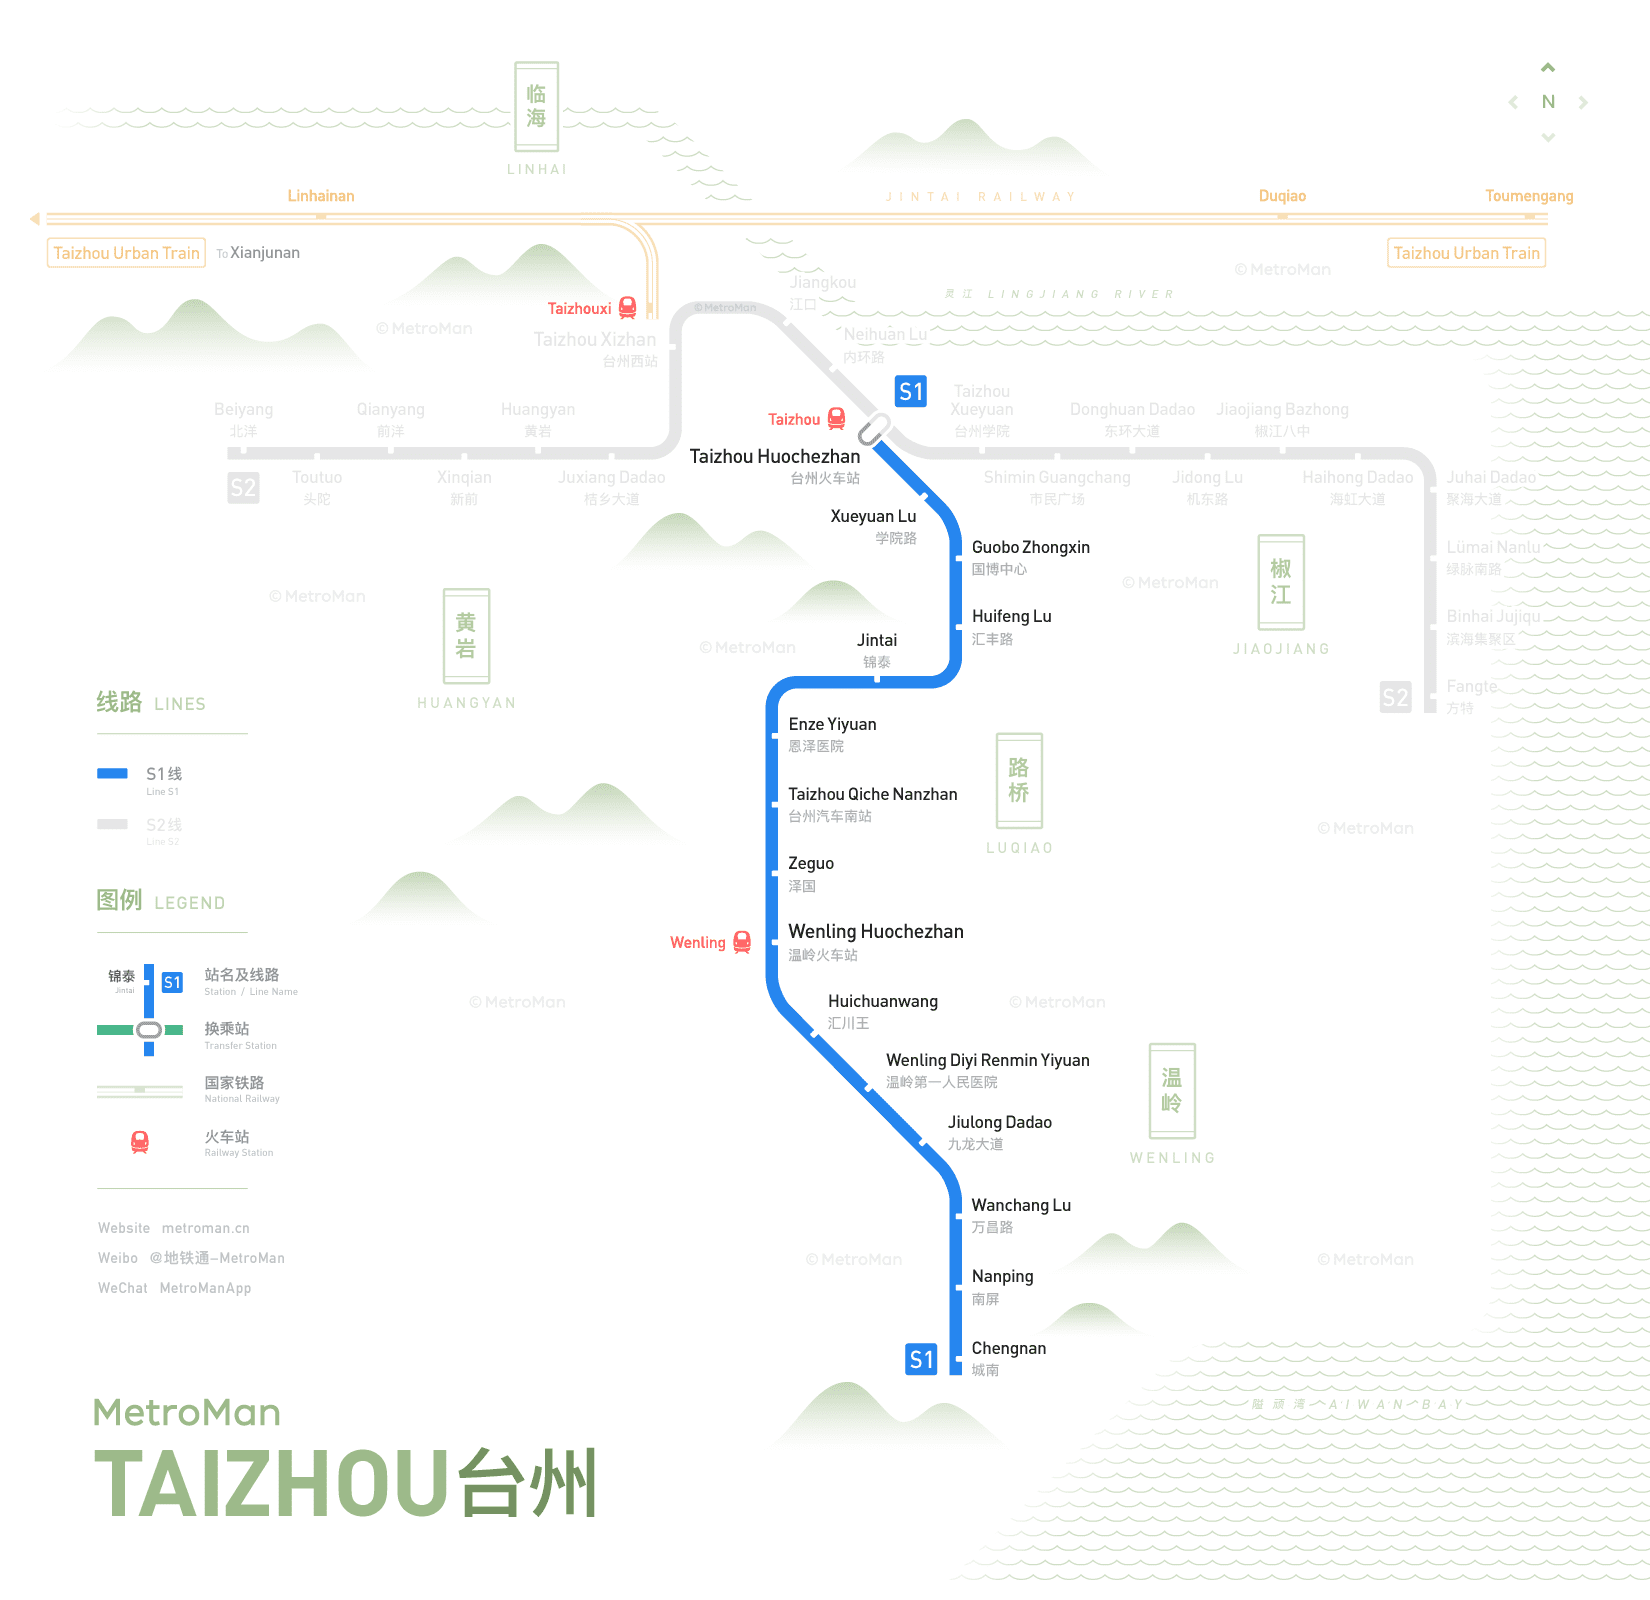 临
海
LINHAI
N
Linhainan
JINTAI RAILWAY
Duqiao
Toumengang
Taizhou Urban Train
To Xianjunan
Taizhou Urban Train
© MetroMan
灵江 LINGJIANG RIVER
Jiangkou
江口
Taizhouxi
© MetroMan
© MetroMan
Taizhou Xizhan
台州西站
Neihuan Lu
内环路
S1
Taizhou
Beiyang
北洋
Qianyang
前洋
Huangyan
黄岩
Taizhou
Xueyuan
台州学院
Donghuan Dadao
东环大道
Jiaojiang Bazhong
椒江八中
Taizhou Huochezhan
台州火车站
S2
Toutuo
头陀
Xinqian
新前
Juxiang Dadao
桔乡大道
Shimin Guangchang
市民广场
Jidong Lu
机东路
Haihong Dadao
海虹大道
Juhai Dadao
聚海大道
Xueyuan Lu
学院路
Guobo Zhongxin
国博中心
Lümai Nanlu
绿脉南路
椒
江
JIAOJIANG
© MetroMan
© MetroMan
Huifeng Lu
汇丰路
Binhai Jujiqu
滨海集聚区
黄
岩
HUANGYAN
© MetroMan
Jintai
锦泰
S2
Fangte
方特
线路 LINES
S1线
Line S1
S2线
Line S2
Enze Yiyuan
恩泽医院
路
桥
LUQIAO
Taizhou Qiche Nanzhan
台州汽车南站
© MetroMan
Zeguo
泽国
Wenling
Wenling Huochezhan
温岭火车站
图例 LEGEND
锦泰
Jintai
S1
站名及线路
Station / Line Name
换乘站
Transfer Station
国家铁路
National Railway
火车站
Railway Station
© MetroMan
© MetroMan
Huichuanwang
汇川王
Wenling Diyi Renmin Yiyuan
温岭第一人民医院
温
岭
WENLING
Jiulong Dadao
九龙大道
Wanchang Lu
万昌路
© MetroMan
© MetroMan
Nanping
南屏
S1
Chengnan
城南
Website metroman.cn
Weibo @地铁通-MetroMan
WeChat MetroManApp
隘顽湾 AIWAN BAY
MetroMan
TAIZHOU台州